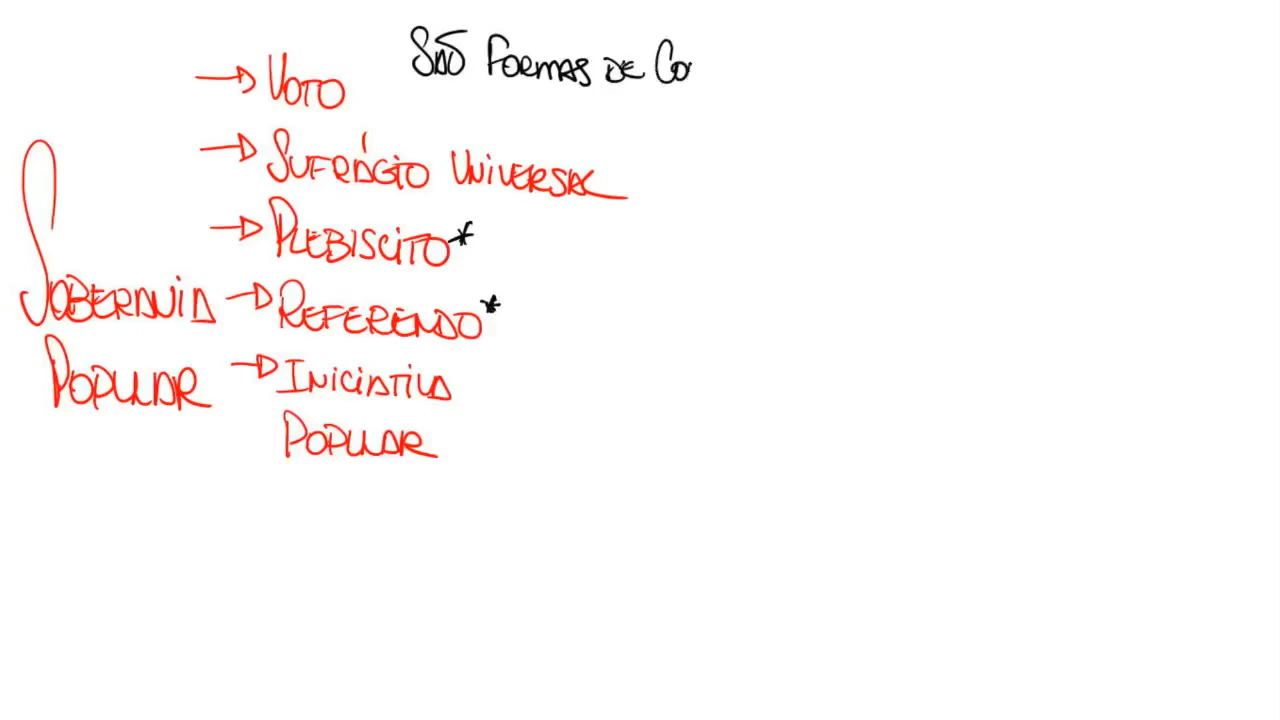 São Formas de Co
→ Voto
→ Sufrágio Universal
→ Plebiscito*
→ Referendo*
→ Iniciativa
Popular
Soberania
Popular